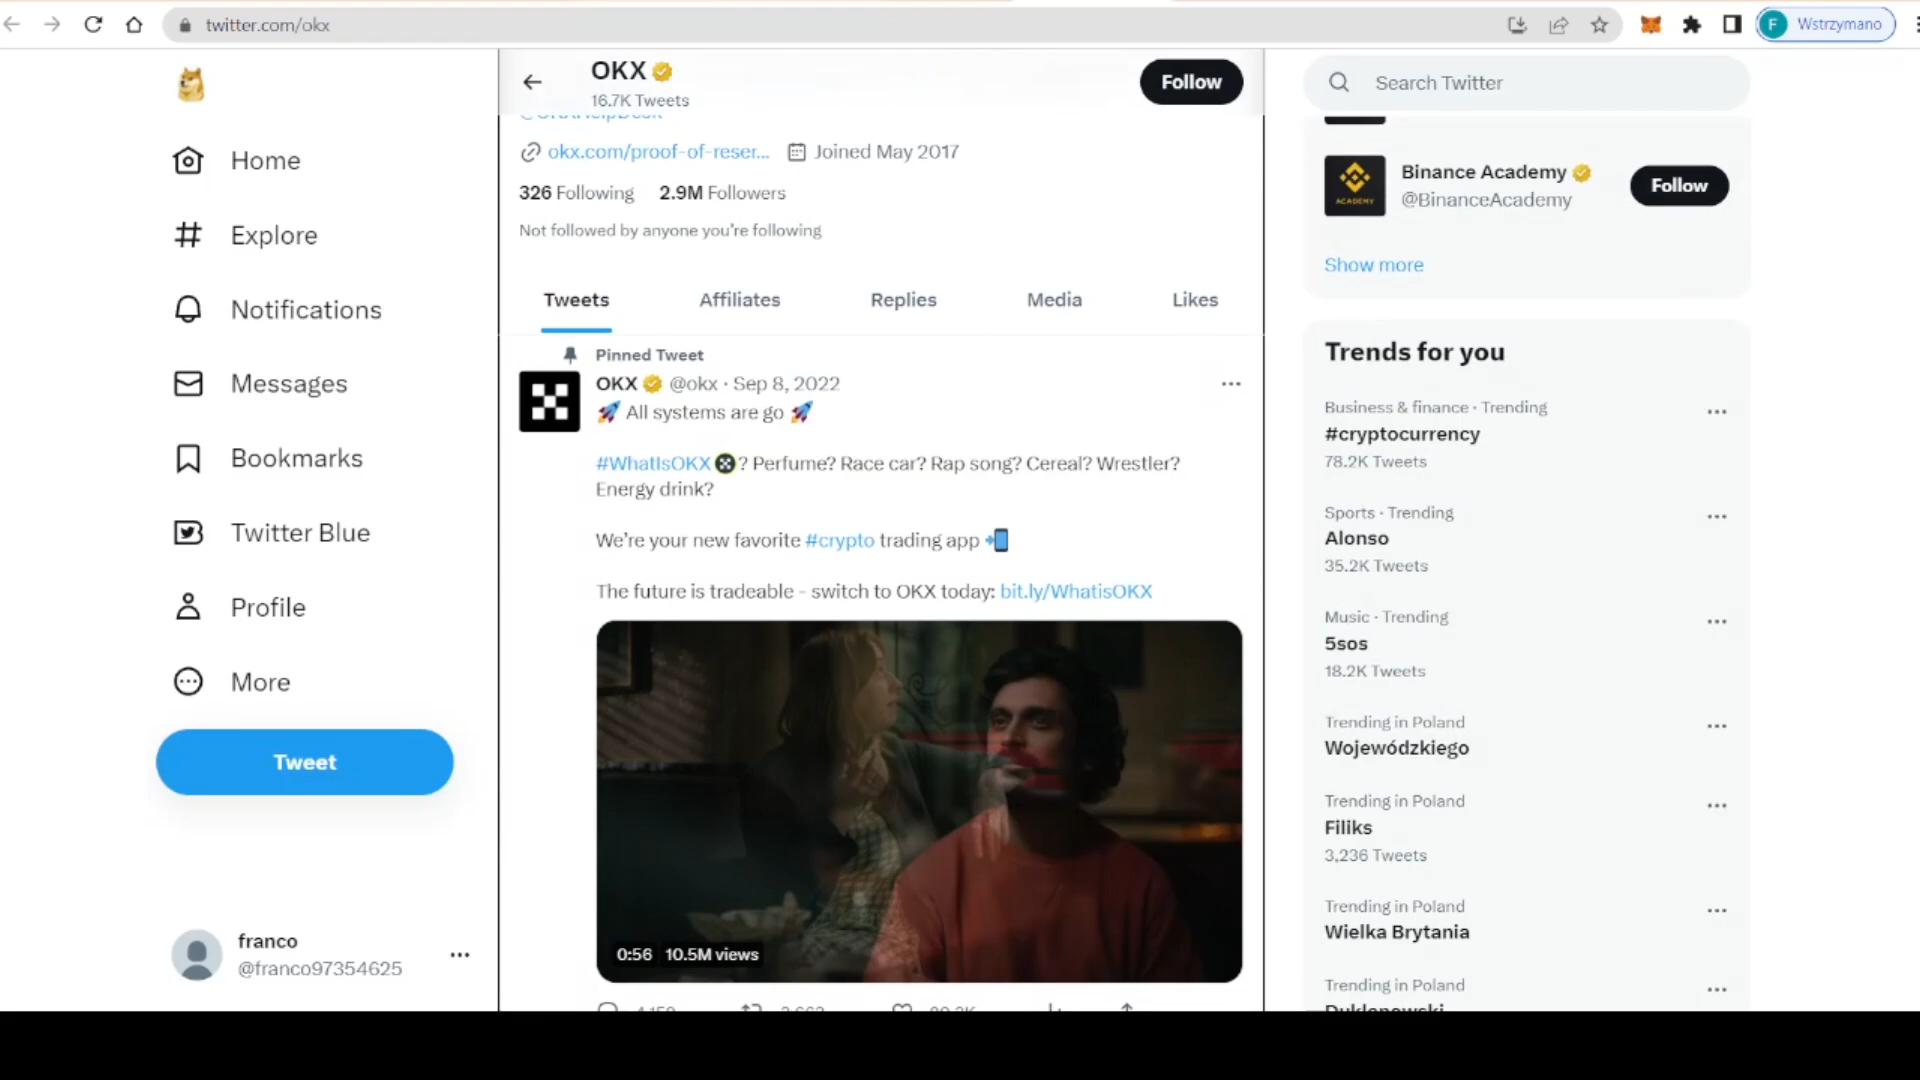 twitter.com/okx
F Wstrzymano
Home
Explore
Notifications
Messages
Bookmarks
Twitter Blue
Profile
More
Tweet
franco
@franco97354625
OKX
16.7K Tweets
Follow
@OKXHelpDesk
okx.com/proof-of-reser... Joined May 2017
326 Following 2.9M Followers
Not followed by anyone you're following
Tweets Affiliates Replies Media Likes
Pinned Tweet
OKX @okx · Sep 8, 2022
🚀 All systems are go 🚀
#WhatIsOKX ? Perfume? Race car? Rap song? Cereal? Wrestler?
Energy drink?
We're your new favorite #crypto trading app 📲
The future is tradeable - switch to OKX today: bit.ly/WhatisOKX
0:56 10.5M views
Search Twitter
ACADEMY
Binance Academy
@BinanceAcademy
Follow
Show more
Trends for you
Business & finance · Trending
#cryptocurrency
78.2K Tweets
Sports · Trending
Alonso
35.2K Tweets
Music · Trending
5sos
18.2K Tweets
Trending in Poland
Wojewódzkiego
Trending in Poland
Filiks
3,236 Tweets
Trending in Poland
Wielka Brytania
Trending in Poland